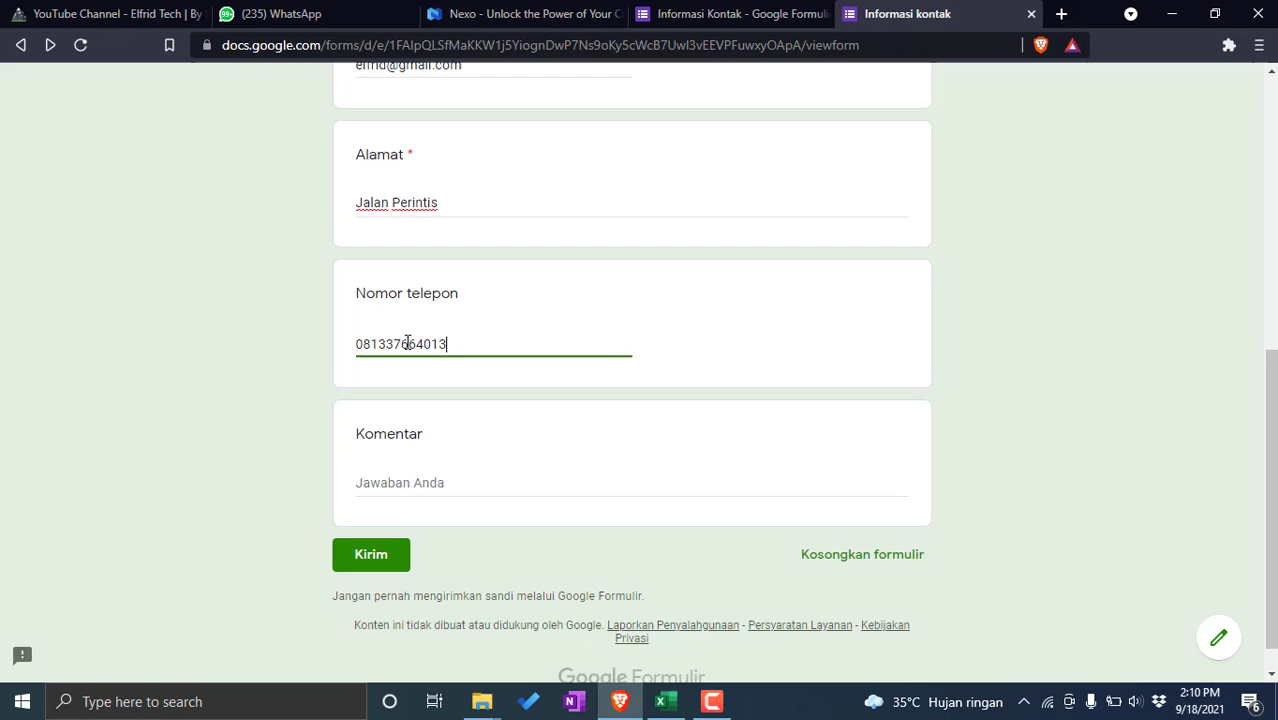 YouTube Channel - Elfrid Tech | By
(235) WhatsApp
Nexo - Unlock the Power of Your C
Informasi Kontak - Google Formuli
Informasi kontak
docs.google.com/forms/d/e/1FAIpQLSfMaKKW1j5YiognDwP7Ns9oKy5cWcB7UwI3vEEVPFuwxyOApA/viewform
elfrid@gmail.com
Alamat *
Jalan Perintis
Nomor telepon
081337664013
Komentar
Jawaban Anda
Kirim
Kosongkan formulir
Jangan pernah mengirimkan sandi melalui Google Formulir.
Konten ini tidak dibuat atau didukung oleh Google. Laporkan Penyalahgunaan - Persyaratan Layanan - Kebijakan
Privasi
Google Formulir
Type here to search
35°C Hujan ringan
2:10 PM
9/18/2021
6